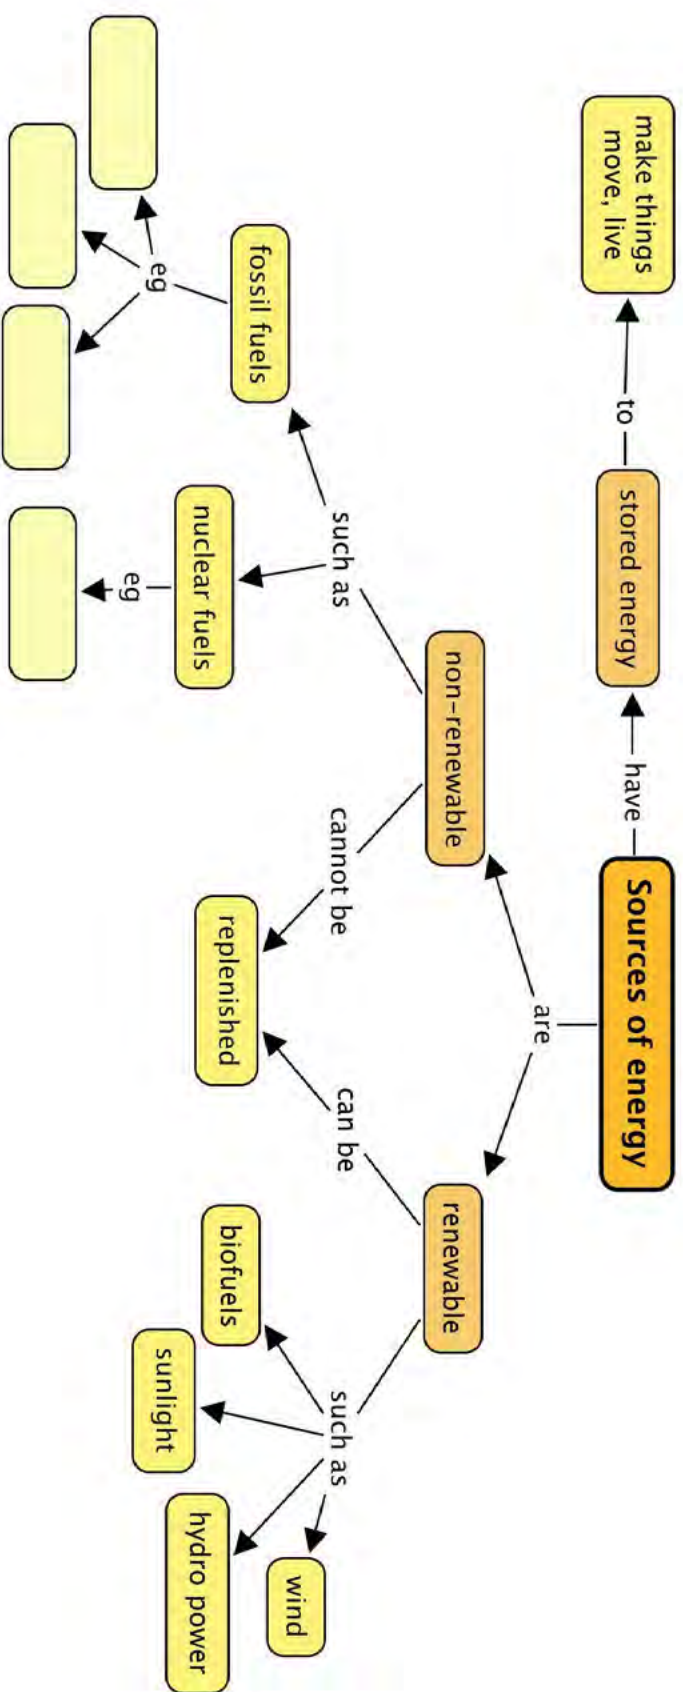 Sources of energy
have
stored energy
to
make things
move, live
are
non-renewable
renewable
such as
cannot be
can be
such as
fossil fuels
nuclear fuels
replenished
biofuels
sunlight
hydro power
wind
eg
eg